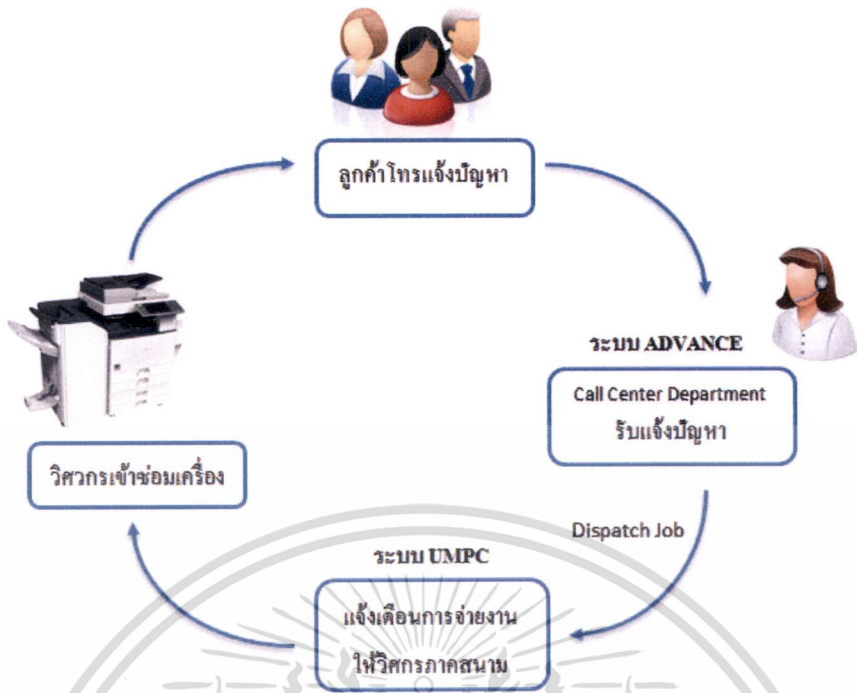 ลูกค้าโทรแจ้งปัญหา
ระบบ ADVANCE
Call Center Department
รับแจ้งปัญหา
Dispatch Job
ระบบ UMPC
แจ้งเตือนการจ่ายงาน
ให้วิศกรภาคสนาม
วิศวกรเข้าซ่อมเครื่อง